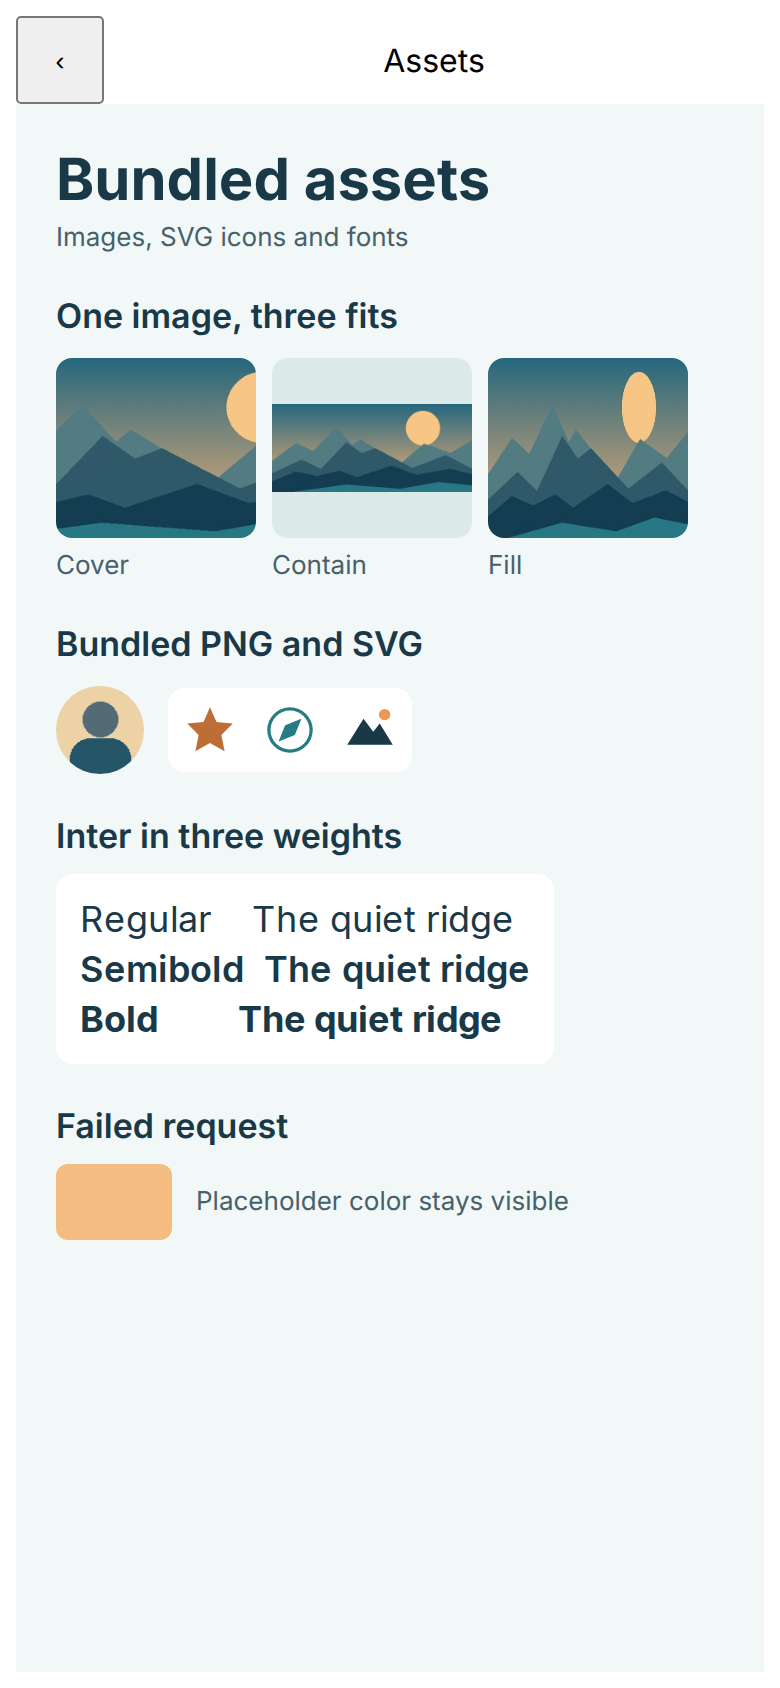 ‹ Assets
Bundled assets
Images, SVG icons and fonts
One image, three fits
Cover Contain Fill
Bundled PNG and SVG
Inter in three weights
Regular The quiet ridge
Semibold The quiet ridge
Bold The quiet ridge
Failed request
Placeholder color stays visible